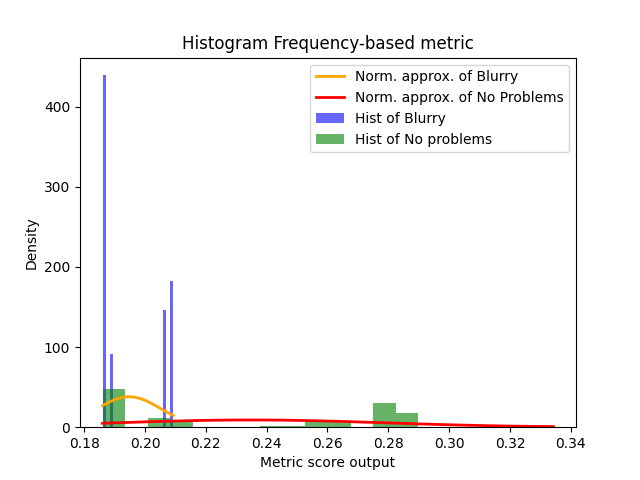 Histogram Frequency-based metric
Norm. approx. of Blurry
Norm. approx. of No Problems
Hist of Blurry
Hist of No problems
Density
400
300
200
100
0
0.18 0.20 0.22 0.24 0.26 0.28 0.30 0.32 0.34
Metric score output